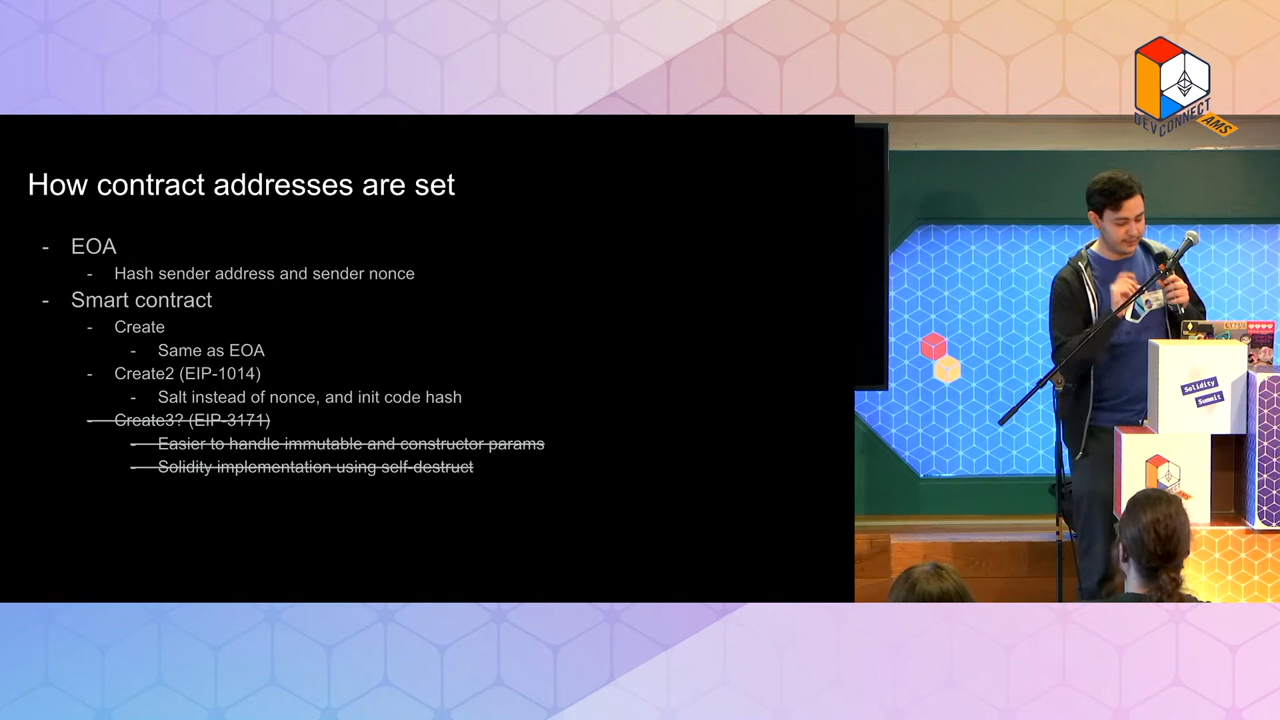 DEVCONNECT
AMS
How contract addresses are set
- EOA
- Hash sender address and sender nonce
- Smart contract
- Create
- Same as EOA
- Create2 (EIP-1014)
- Salt instead of nonce, and init code hash
- Create3? (EIP-3171)
- Easier to handle immutable and constructor params
- Solidity implementation using self-destruct
Solidity
Summit